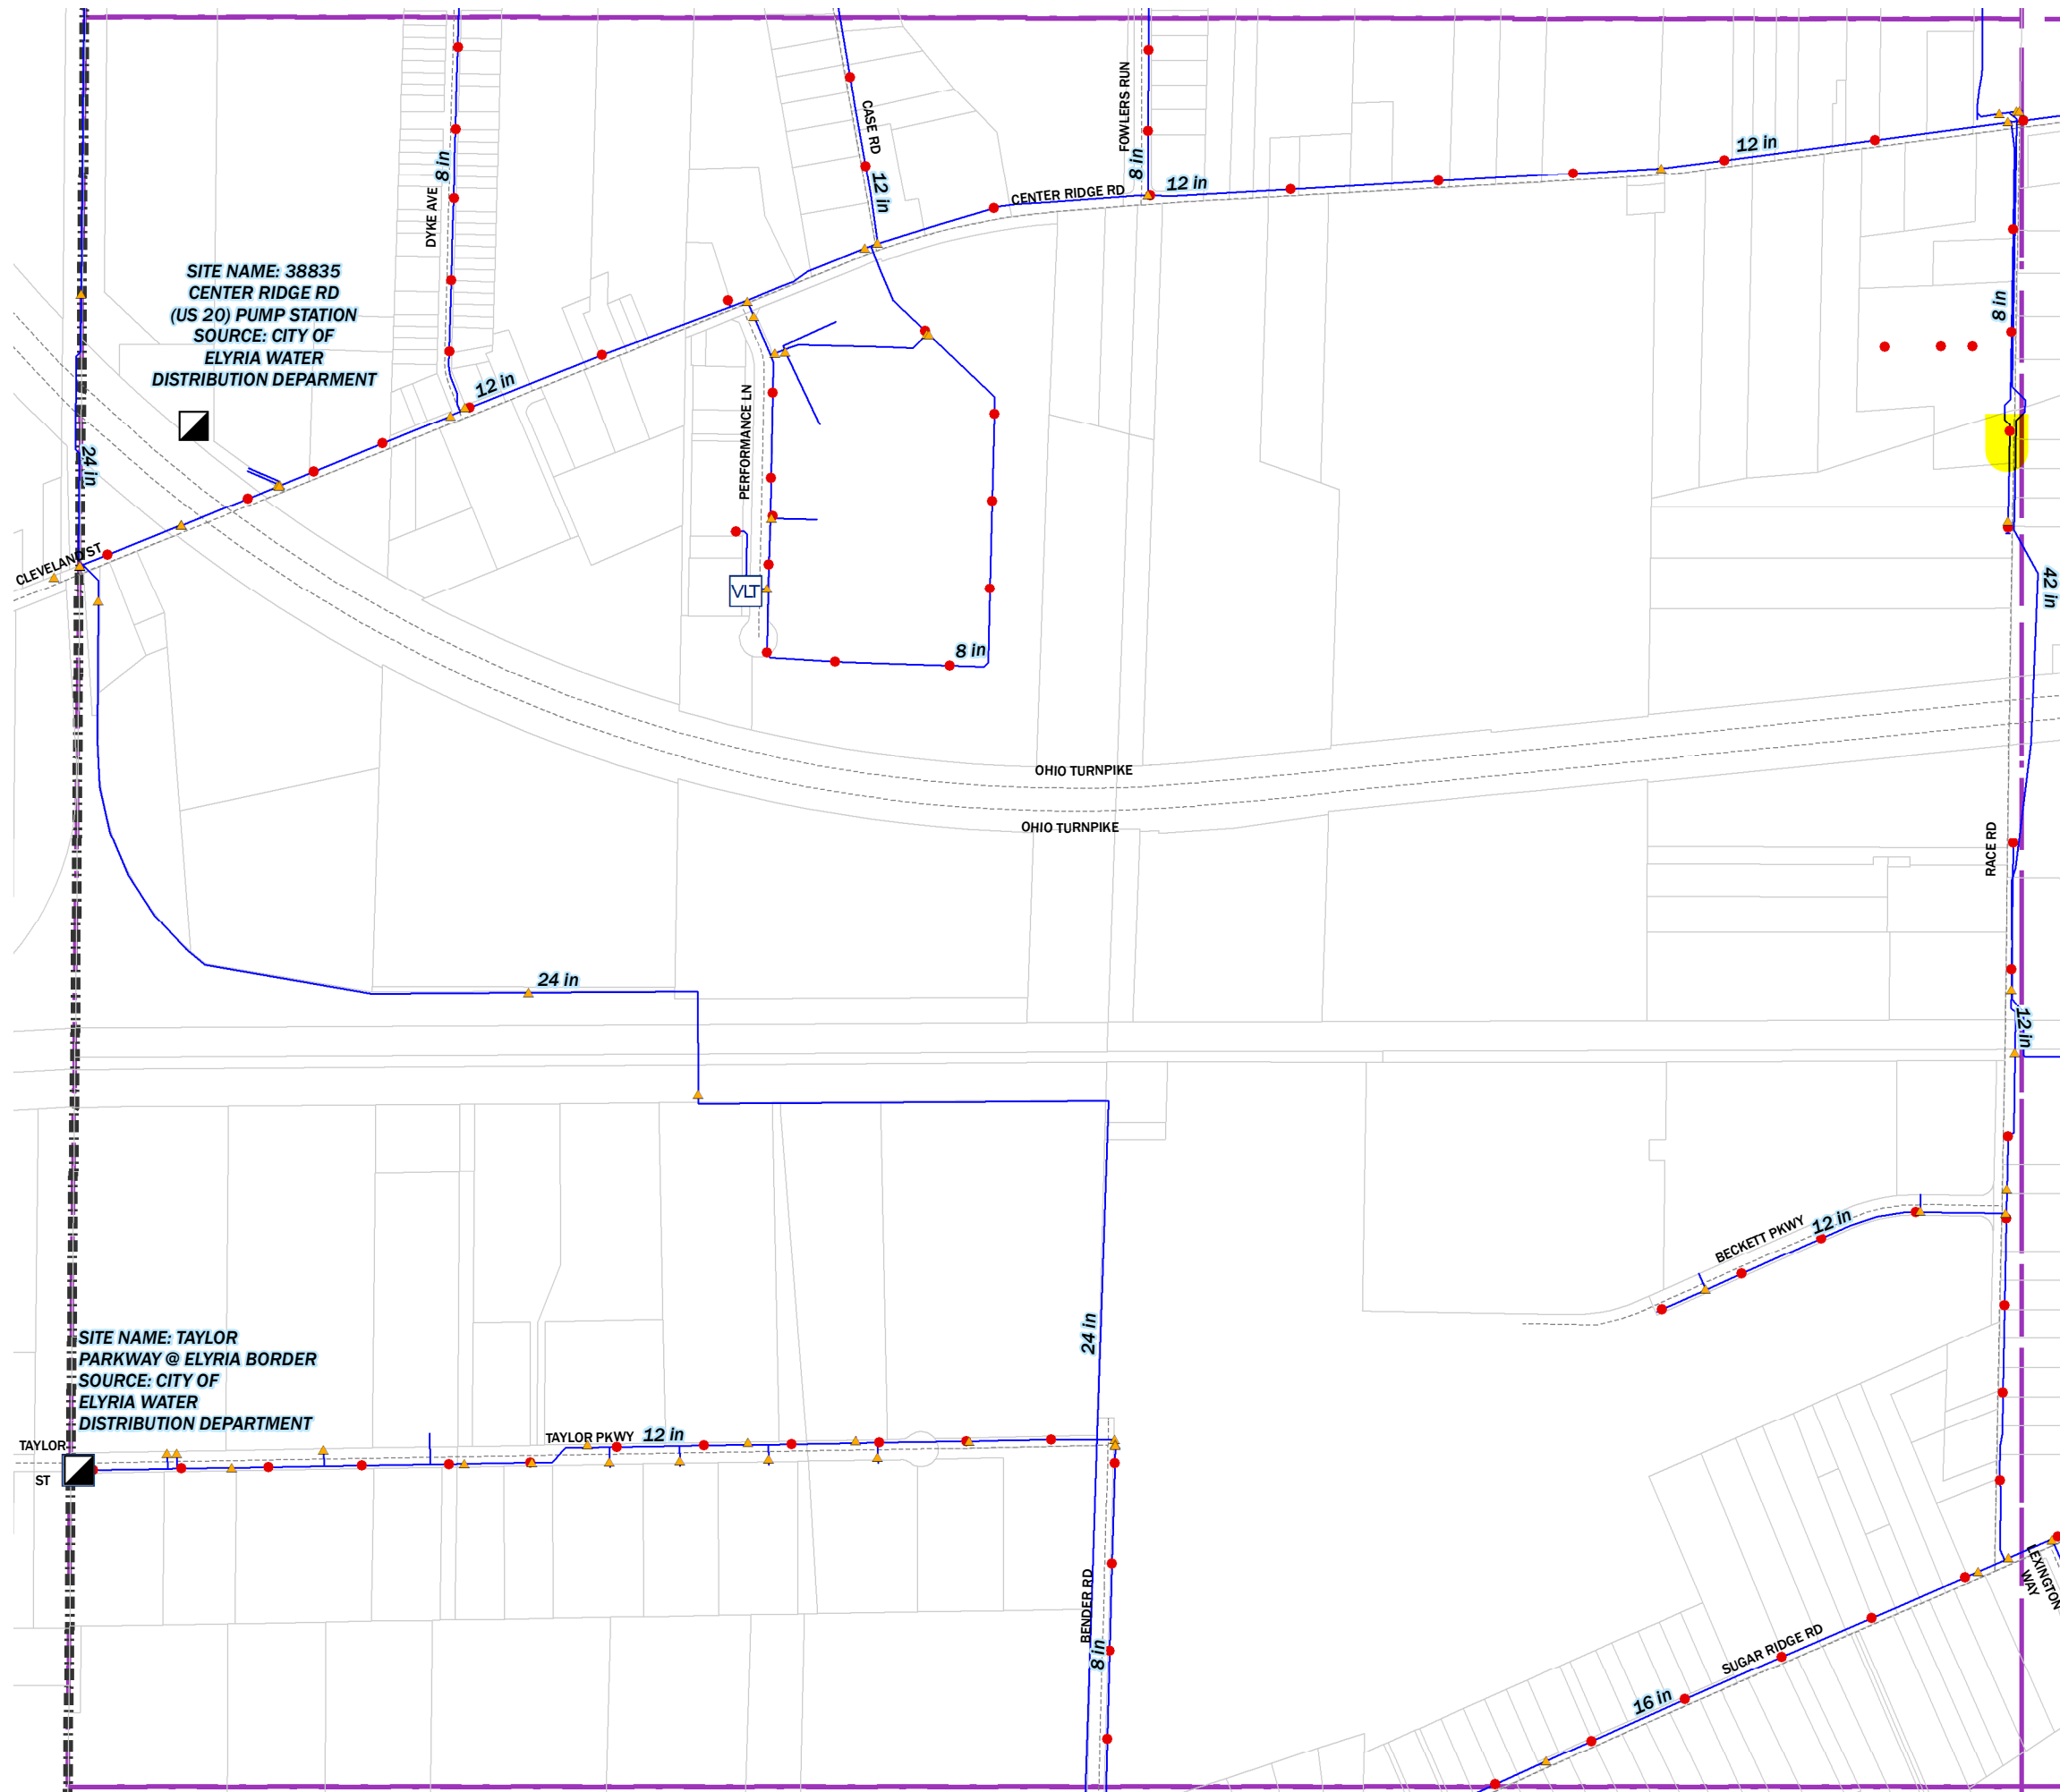 FOWLERS RUN
CASE RD
8 in
12 in
12 in
8 in
DYKE AVE
8 in
12 in
CENTER RIDGE RD
SITE NAME: 38835
CENTER RIDGE RD
(US 20) PUMP STATION
SOURCE: CITY OF
ELYRIA WATER
DISTRIBUTION DEPARMENT
8 in
12 in
PERFORMANCE LN
24 in
CLEVELAND ST
VLT
42 in
8 in
OHIO TURNPIKE
OHIO TURNPIKE
RACE RD
24 in
12 in
BECKETT PKWY
12 in
24 in
SITE NAME: TAYLOR
PARKWAY @ ELYRIA BORDER
SOURCE: CITY OF
ELYRIA WATER
DISTRIBUTION DEPARTMENT
TAYLOR
ST
TAYLOR PKWY
12 in
BENDER RD
8 in
LEXINGTON
WAY
SUGAR RIDGE RD
16 in